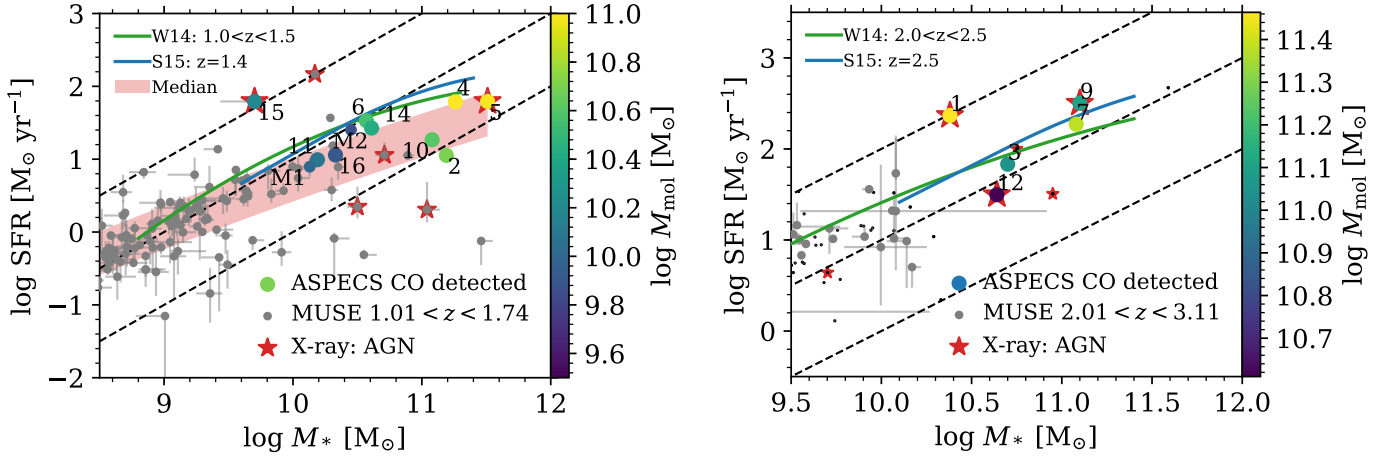 W14: 1.0<z<1.5
S15: z=1.4
Median
15
6
14
4
5
11
M2
M1
16
10
2
ASPECS CO detected
MUSE 1.01 < z < 1.74
X-ray: AGN
3
2
1
0
−1
−2
log SFR [M⊙ yr⁻¹]
9
10
11
12
log M* [M⊙]
11.0
10.8
10.6
10.4
10.2
10.0
9.8
9.6
log Mmol [M⊙]
W14: 2.0<z<2.5
S15: z=2.5
1
9
7
3
12
ASPECS CO detected
MUSE 2.01 < z < 3.11
X-ray: AGN
3
2
1
0
log SFR [M⊙ yr⁻¹]
9.5
10.0
10.5
11.0
11.5
12.0
log M* [M⊙]
11.4
11.3
11.2
11.1
11.0
10.9
10.8
10.7
log Mmol [M⊙]